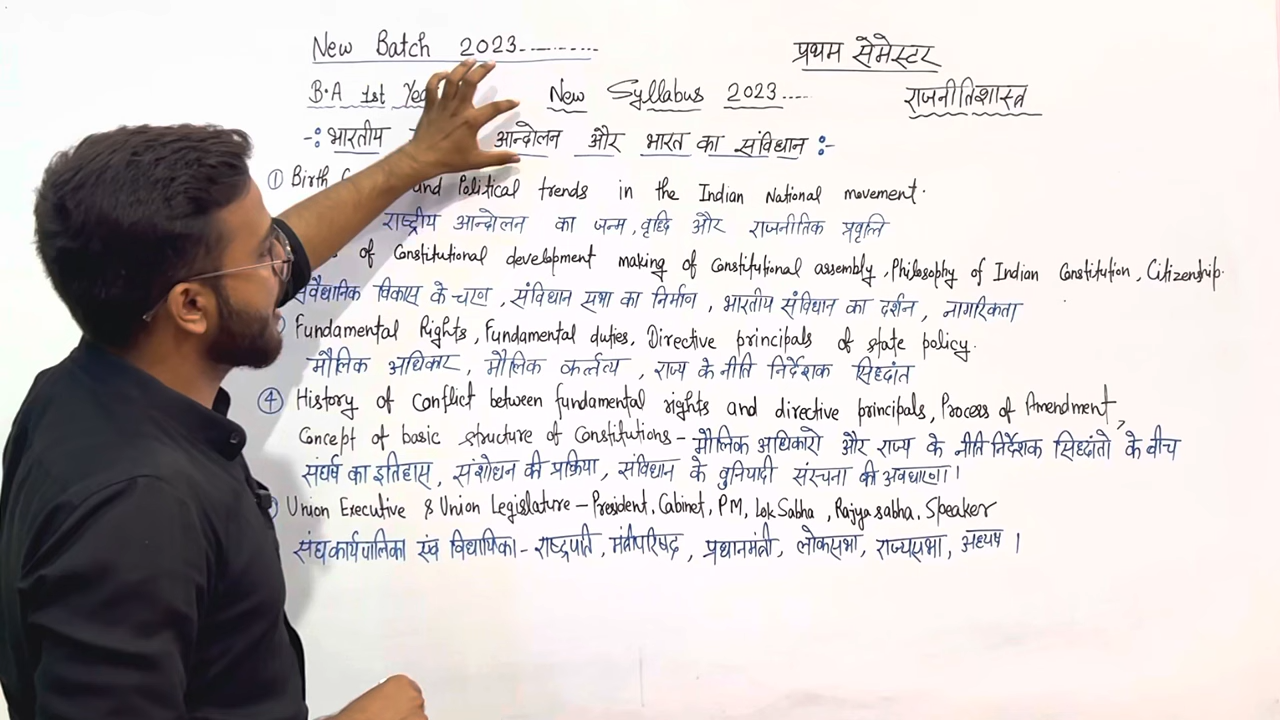 New Batch 2023..........
प्रथम सेमेस्टर
B.A 1st
New Syllabus 2023....
राजनीतिशास्त्र
-: भारतीय आन्दोलन और भारत का संविधान :-
① Birth and Political trends in the Indian National movement.
राष्ट्रीय आन्दोलन का जन्म, वृध्दि और राजनीतिक प्रवृत्ति
of Constitutional development making of Constitutional assembly, Philosophy of Indian Constitution, Citizenship.
संवैधानिक विकास के चरण, संविधान सभा का निर्माण, भारतीय संविधान का दर्शन, नागरिकता
Fundamental Rights, Fundamental duties, Directive principals of state policy.
मौलिक अधिकार, मौलिक कर्तव्य, राज्य के नीति निर्देशक सिध्दांत
④ History of Conflict between fundamental rights and directive principals, Process of Amendment,
Concept of basic structure of Constitutions - मौलिक अधिकारो और राज्य के नीति निर्देशक सिध्दांतो के बीच
संघर्ष का इतिहास, संशोधन की प्रक्रिया, संविधान के बुनियादी संरचना की अवधारणा।
Union Executive & Union Legislature - President, Cabinet, PM, Lok Sabha, Rajya sabha, Speaker
संघ कार्यपालिका एंव विधायिका - राष्ट्रपति, मंत्रीपरिषद, प्रधानमंत्री, लोकसभा, राज्यसभा, अध्यक्ष।